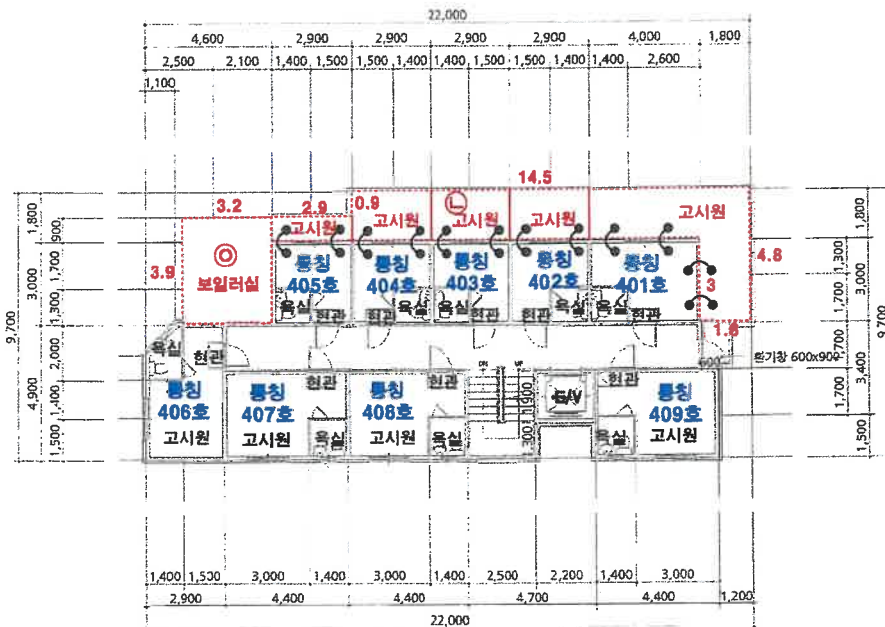 22,000
4,600 2,900 2,900 2,900 2,900 4,000 1,800
2,500 2,100 1,400 1,500 1,500 1,400 1,400 1,500 1,500 1,400 1,400 2,600
1,100
14.5
3.2 2.9 0.9
고시원 고시원 L 고시원 고시원 고시원
1,800 900 1,800
3.9 4.8
보일러실
통칭 통칭 통칭 통칭 통칭
405호 404호 403호 402호 401호
3
3,000 1,700 1,300 3,000
1,300 1,700
욕실 현관 현관 욕실 현관 현관 욕실 욕실 현관
1.6
9,700 9,700
욕실 현관
600 환기창 600x900
2,000 1,700 3,400
DN UP
현관 현관 현관
통칭 통칭 통칭 통칭
406호 407호 408호 409호
고시원 고시원 고시원 고시원
욕실 욕실 욕실
1,300 1,900
E/V
4,900 1,400 1,700
1,500 1,500
1,400 1,500 3,000 1,400 3,000 1,400 2,500 2,200 1,400 3,000
2,900 4,400 4,400 4,700 4,400 1,200
22,000